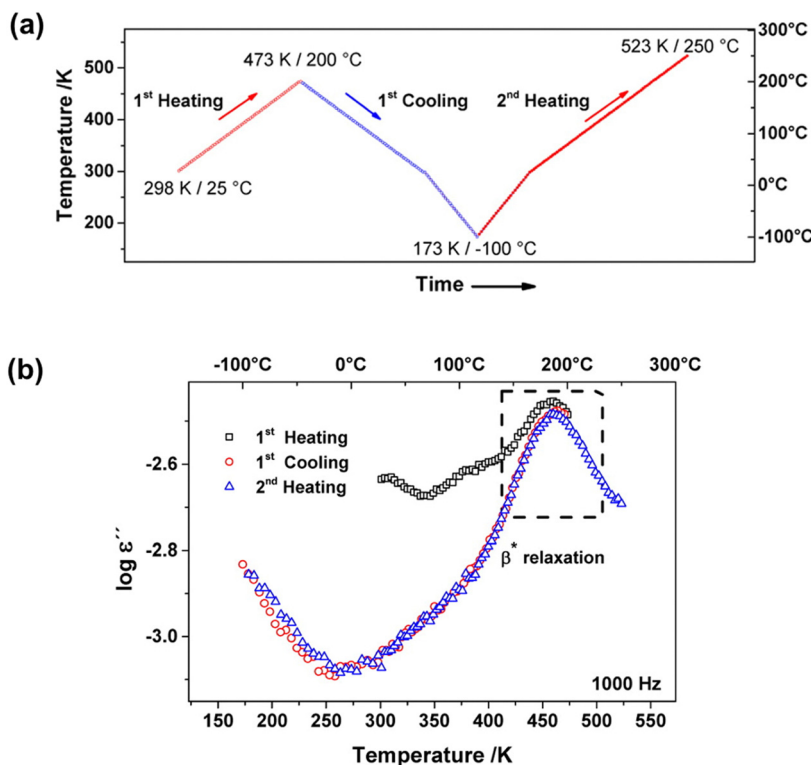 (a)
473 K / 200 °C
523 K / 250 °C
300°C
500
1st Heating
1st Cooling
2nd Heating
200°C
400
100°C
300
298 K / 25 °C
0°C
200
173 K / -100 °C
-100°C
Temperature /K
Time
(b)
-100°C 0°C 100°C 200°C 300°C
1st Heating
1st Cooling
2nd Heating
-2.6
-2.8
-3.0
β* relaxation
log ε´´
1000 Hz
150 200 250 300 350 400 450 500 550
Temperature /K